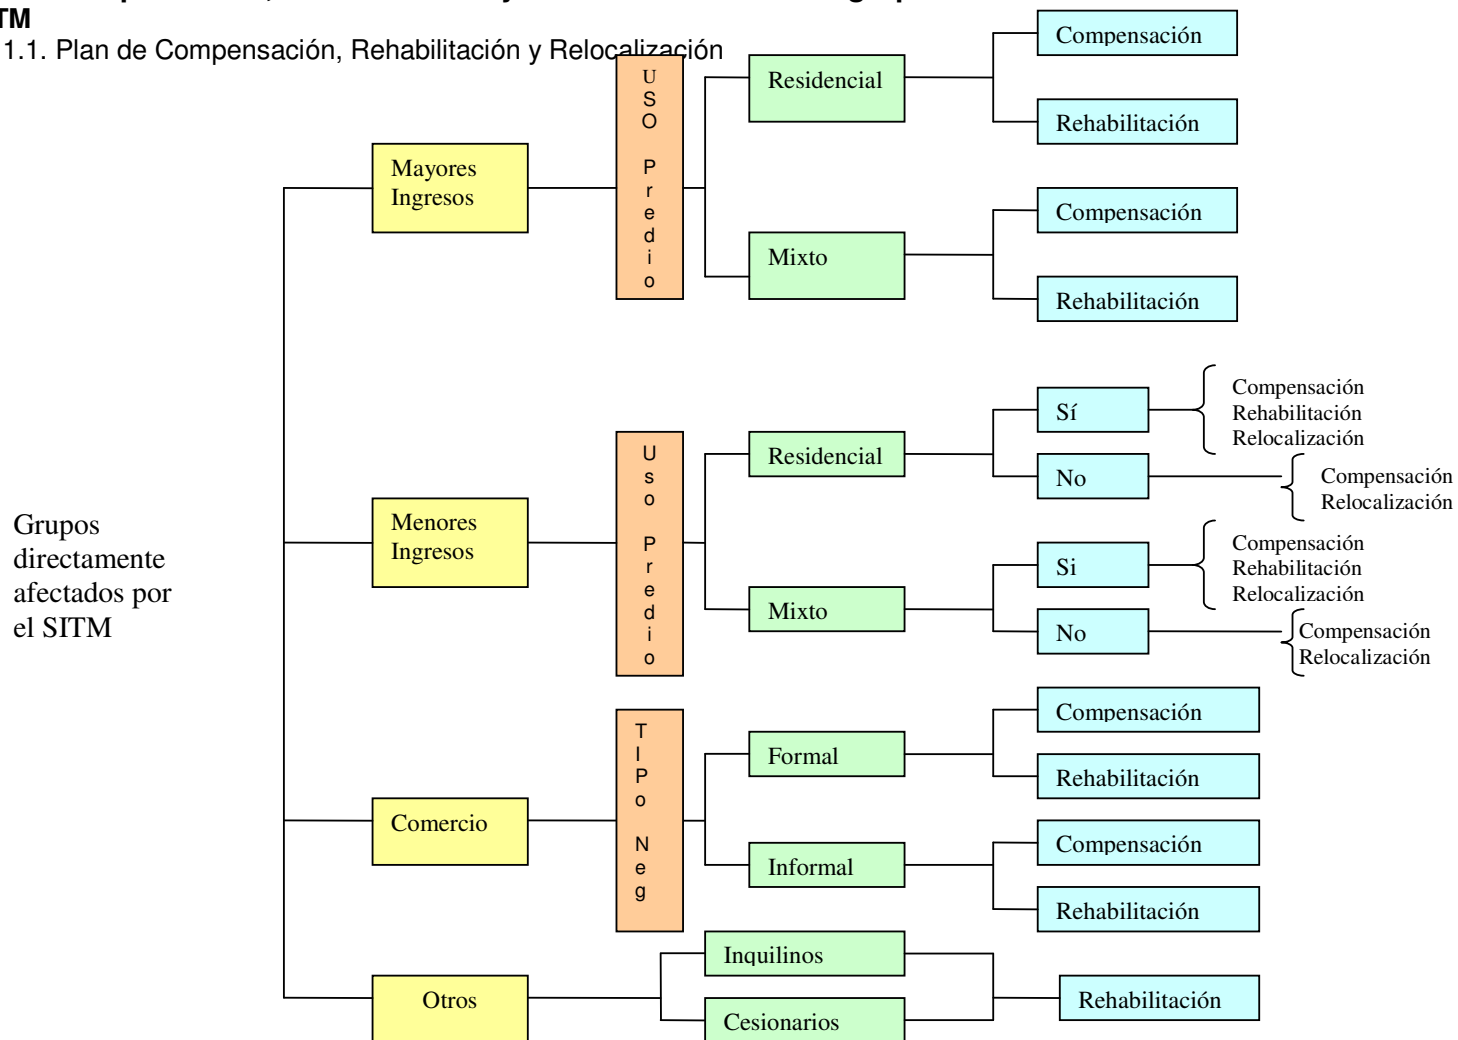 TM
1.1. Plan de Compensación, Rehabilitación y Relocalización
Grupos
directamente
afectados por
el SITM
Mayores
Ingresos
USO Predio
Residencial
Compensación
Rehabilitación
Mixto
Compensación
Rehabilitación
Menores
Ingresos
Uso Predio
Residencial
Sí
Compensación
Rehabilitación
Relocalización
No
Compensación
Relocalización
Mixto
Si
Compensación
Rehabilitación
Relocalización
No
Compensación
Relocalización
Comercio
TIPo Neg
Formal
Compensación
Rehabilitación
Informal
Compensación
Rehabilitación
Otros
Inquilinos
Cesionarios
Rehabilitación